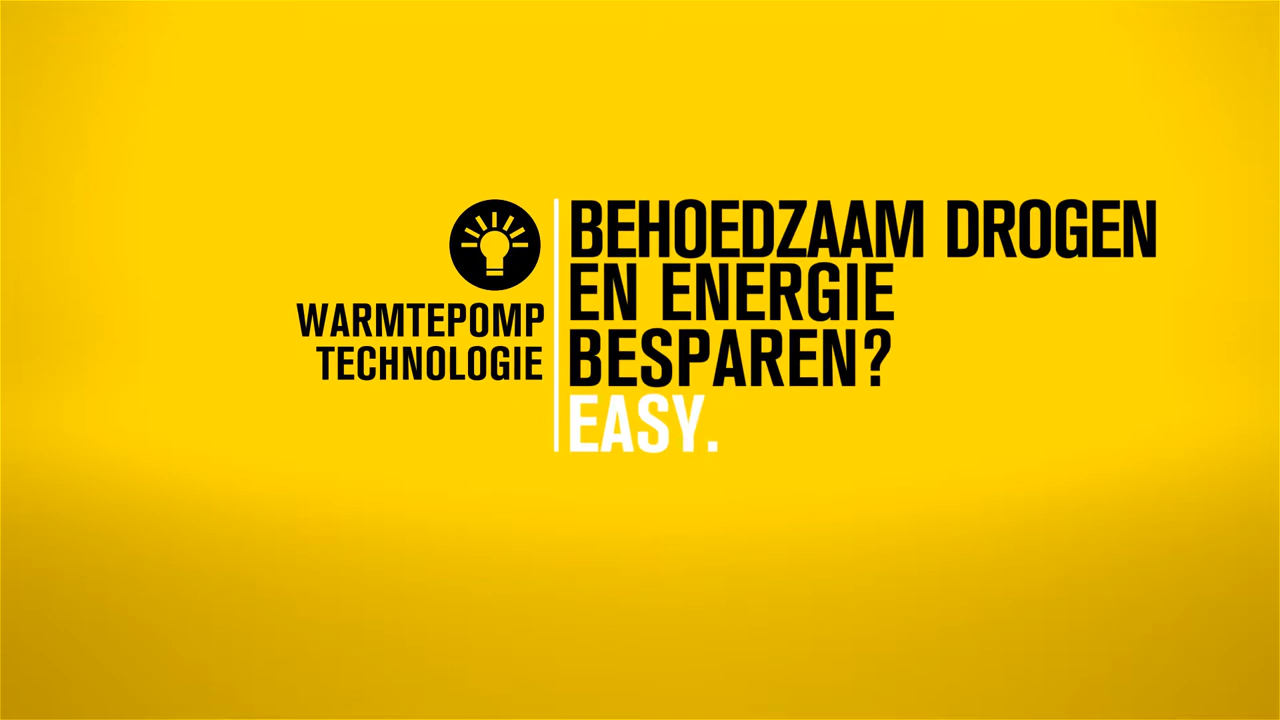 WARMTEPOMP
TECHNOLOGIE
BEHOEDZAAM DROGEN
EN ENERGIE
BESPAREN?
EASY.